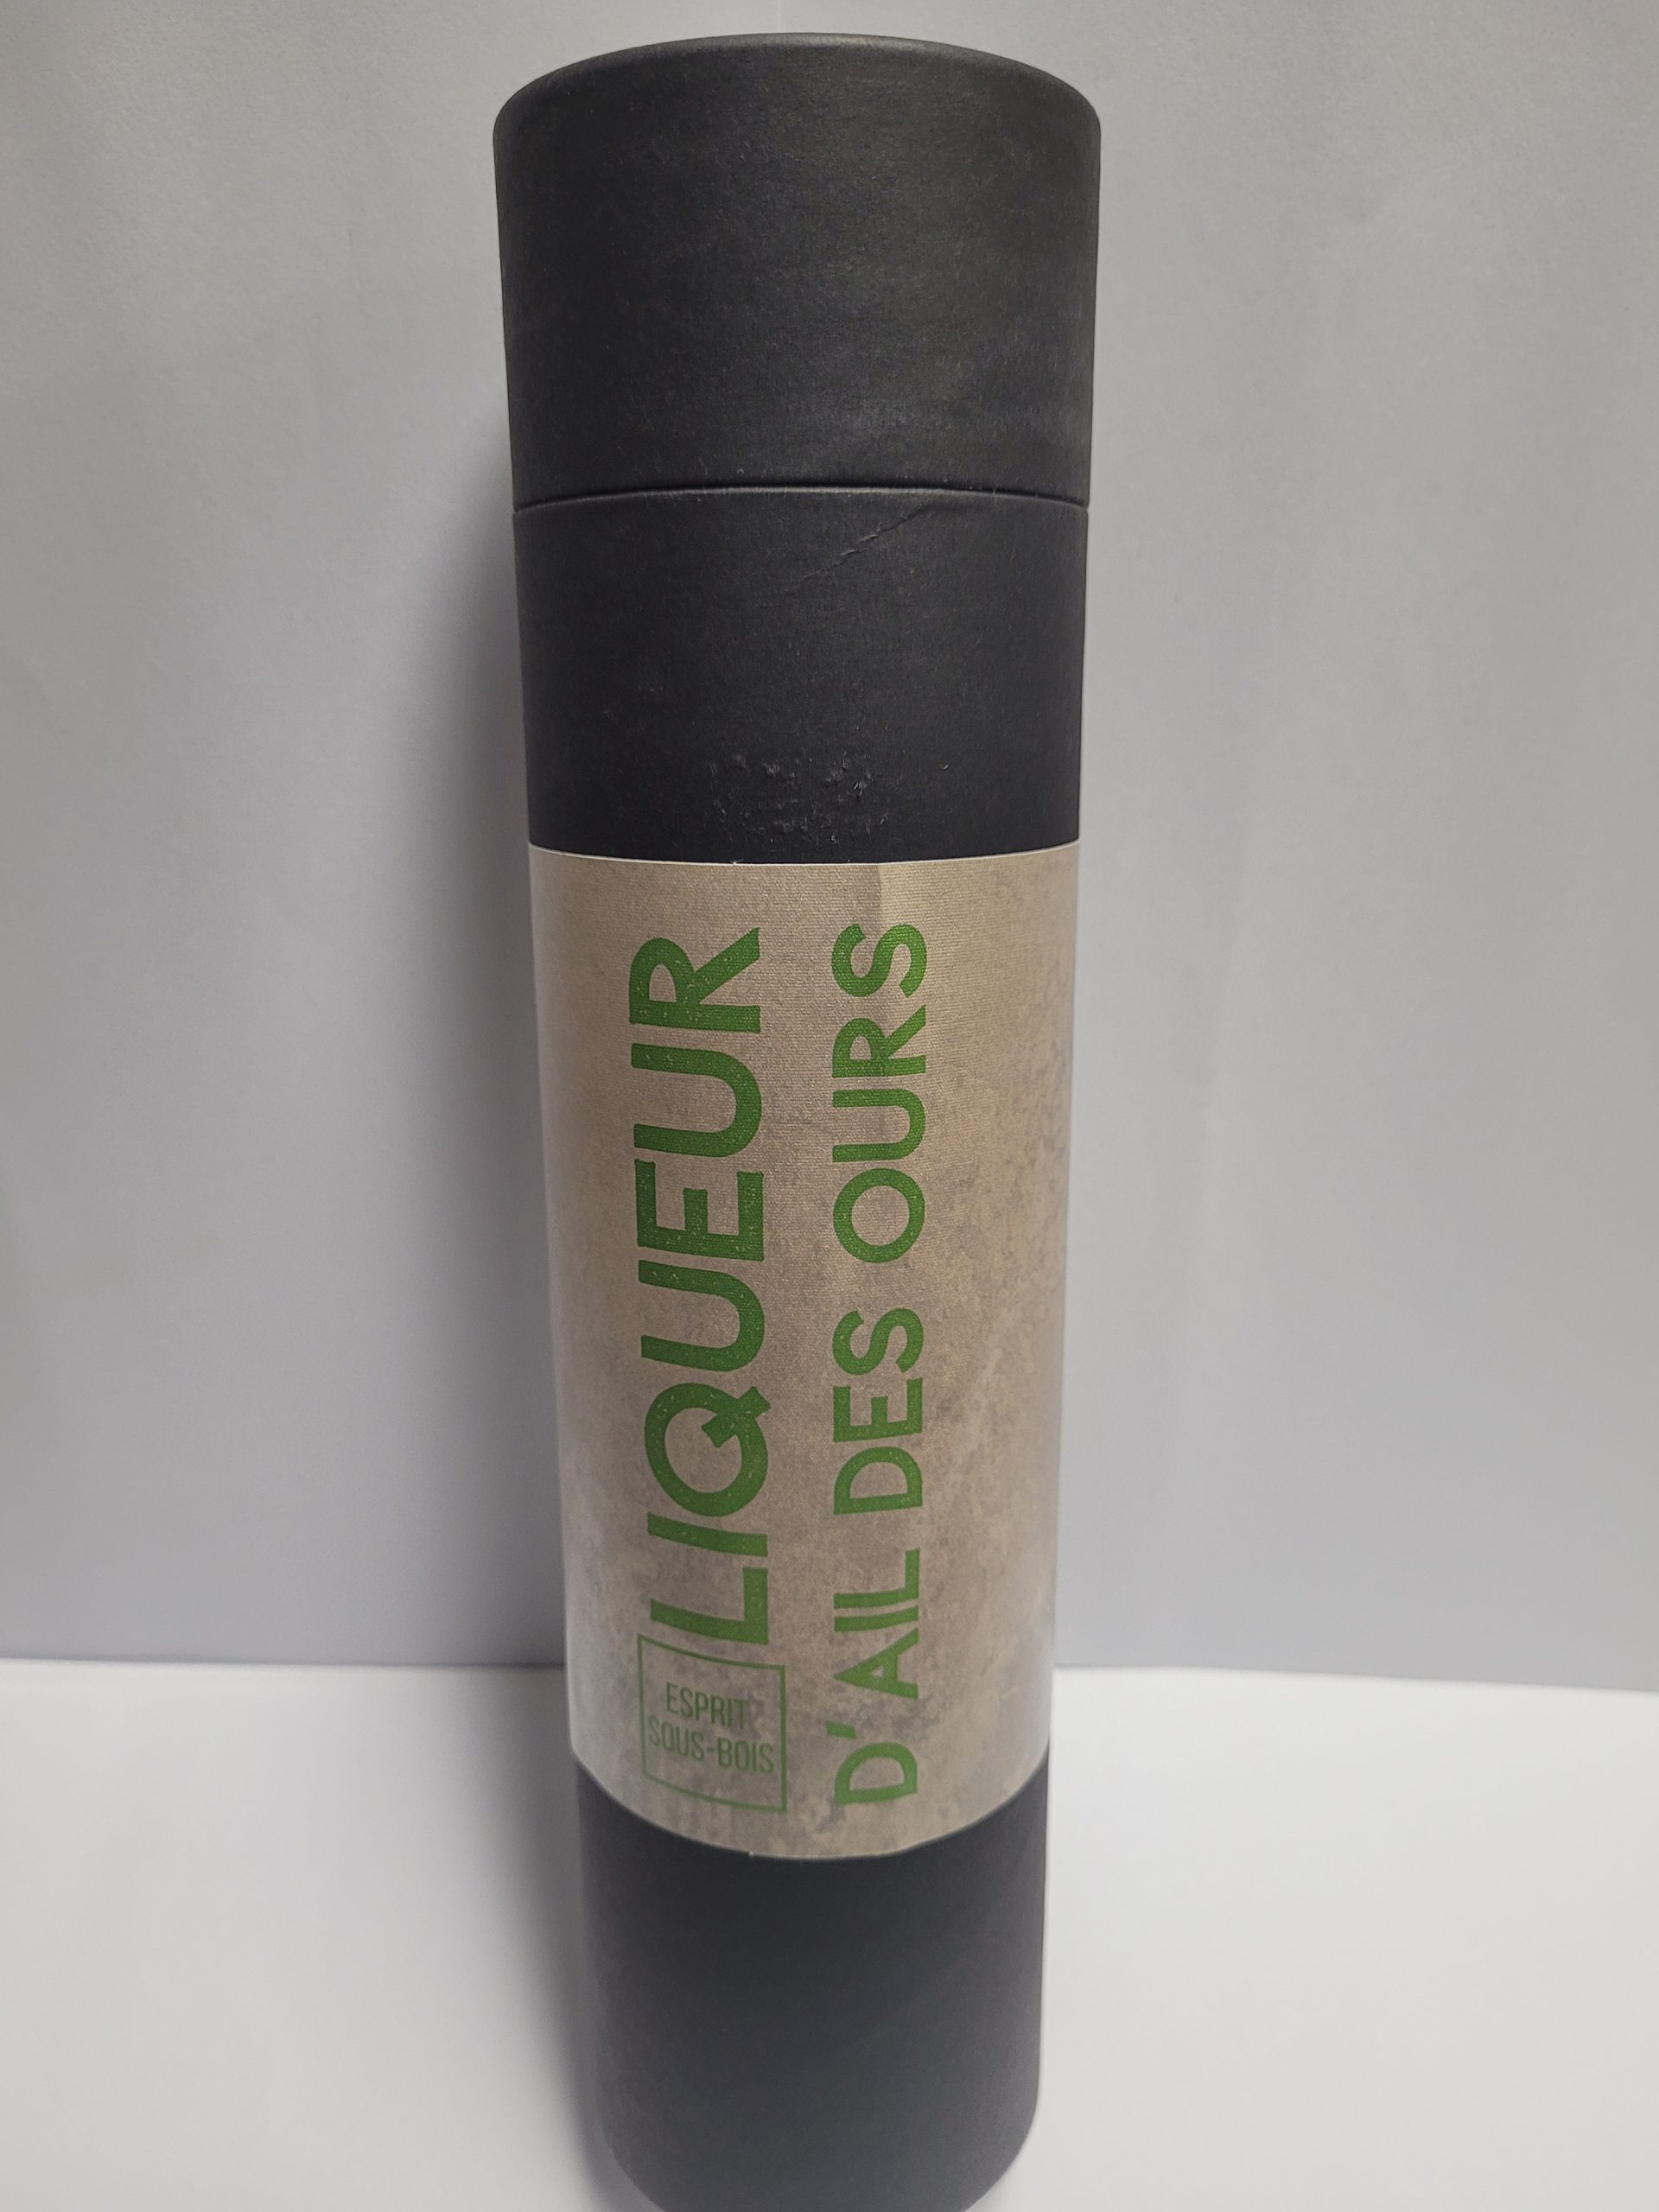 LIQUEUR
D'AIL DES OURS
ESPRIT
SOUS-BOIS